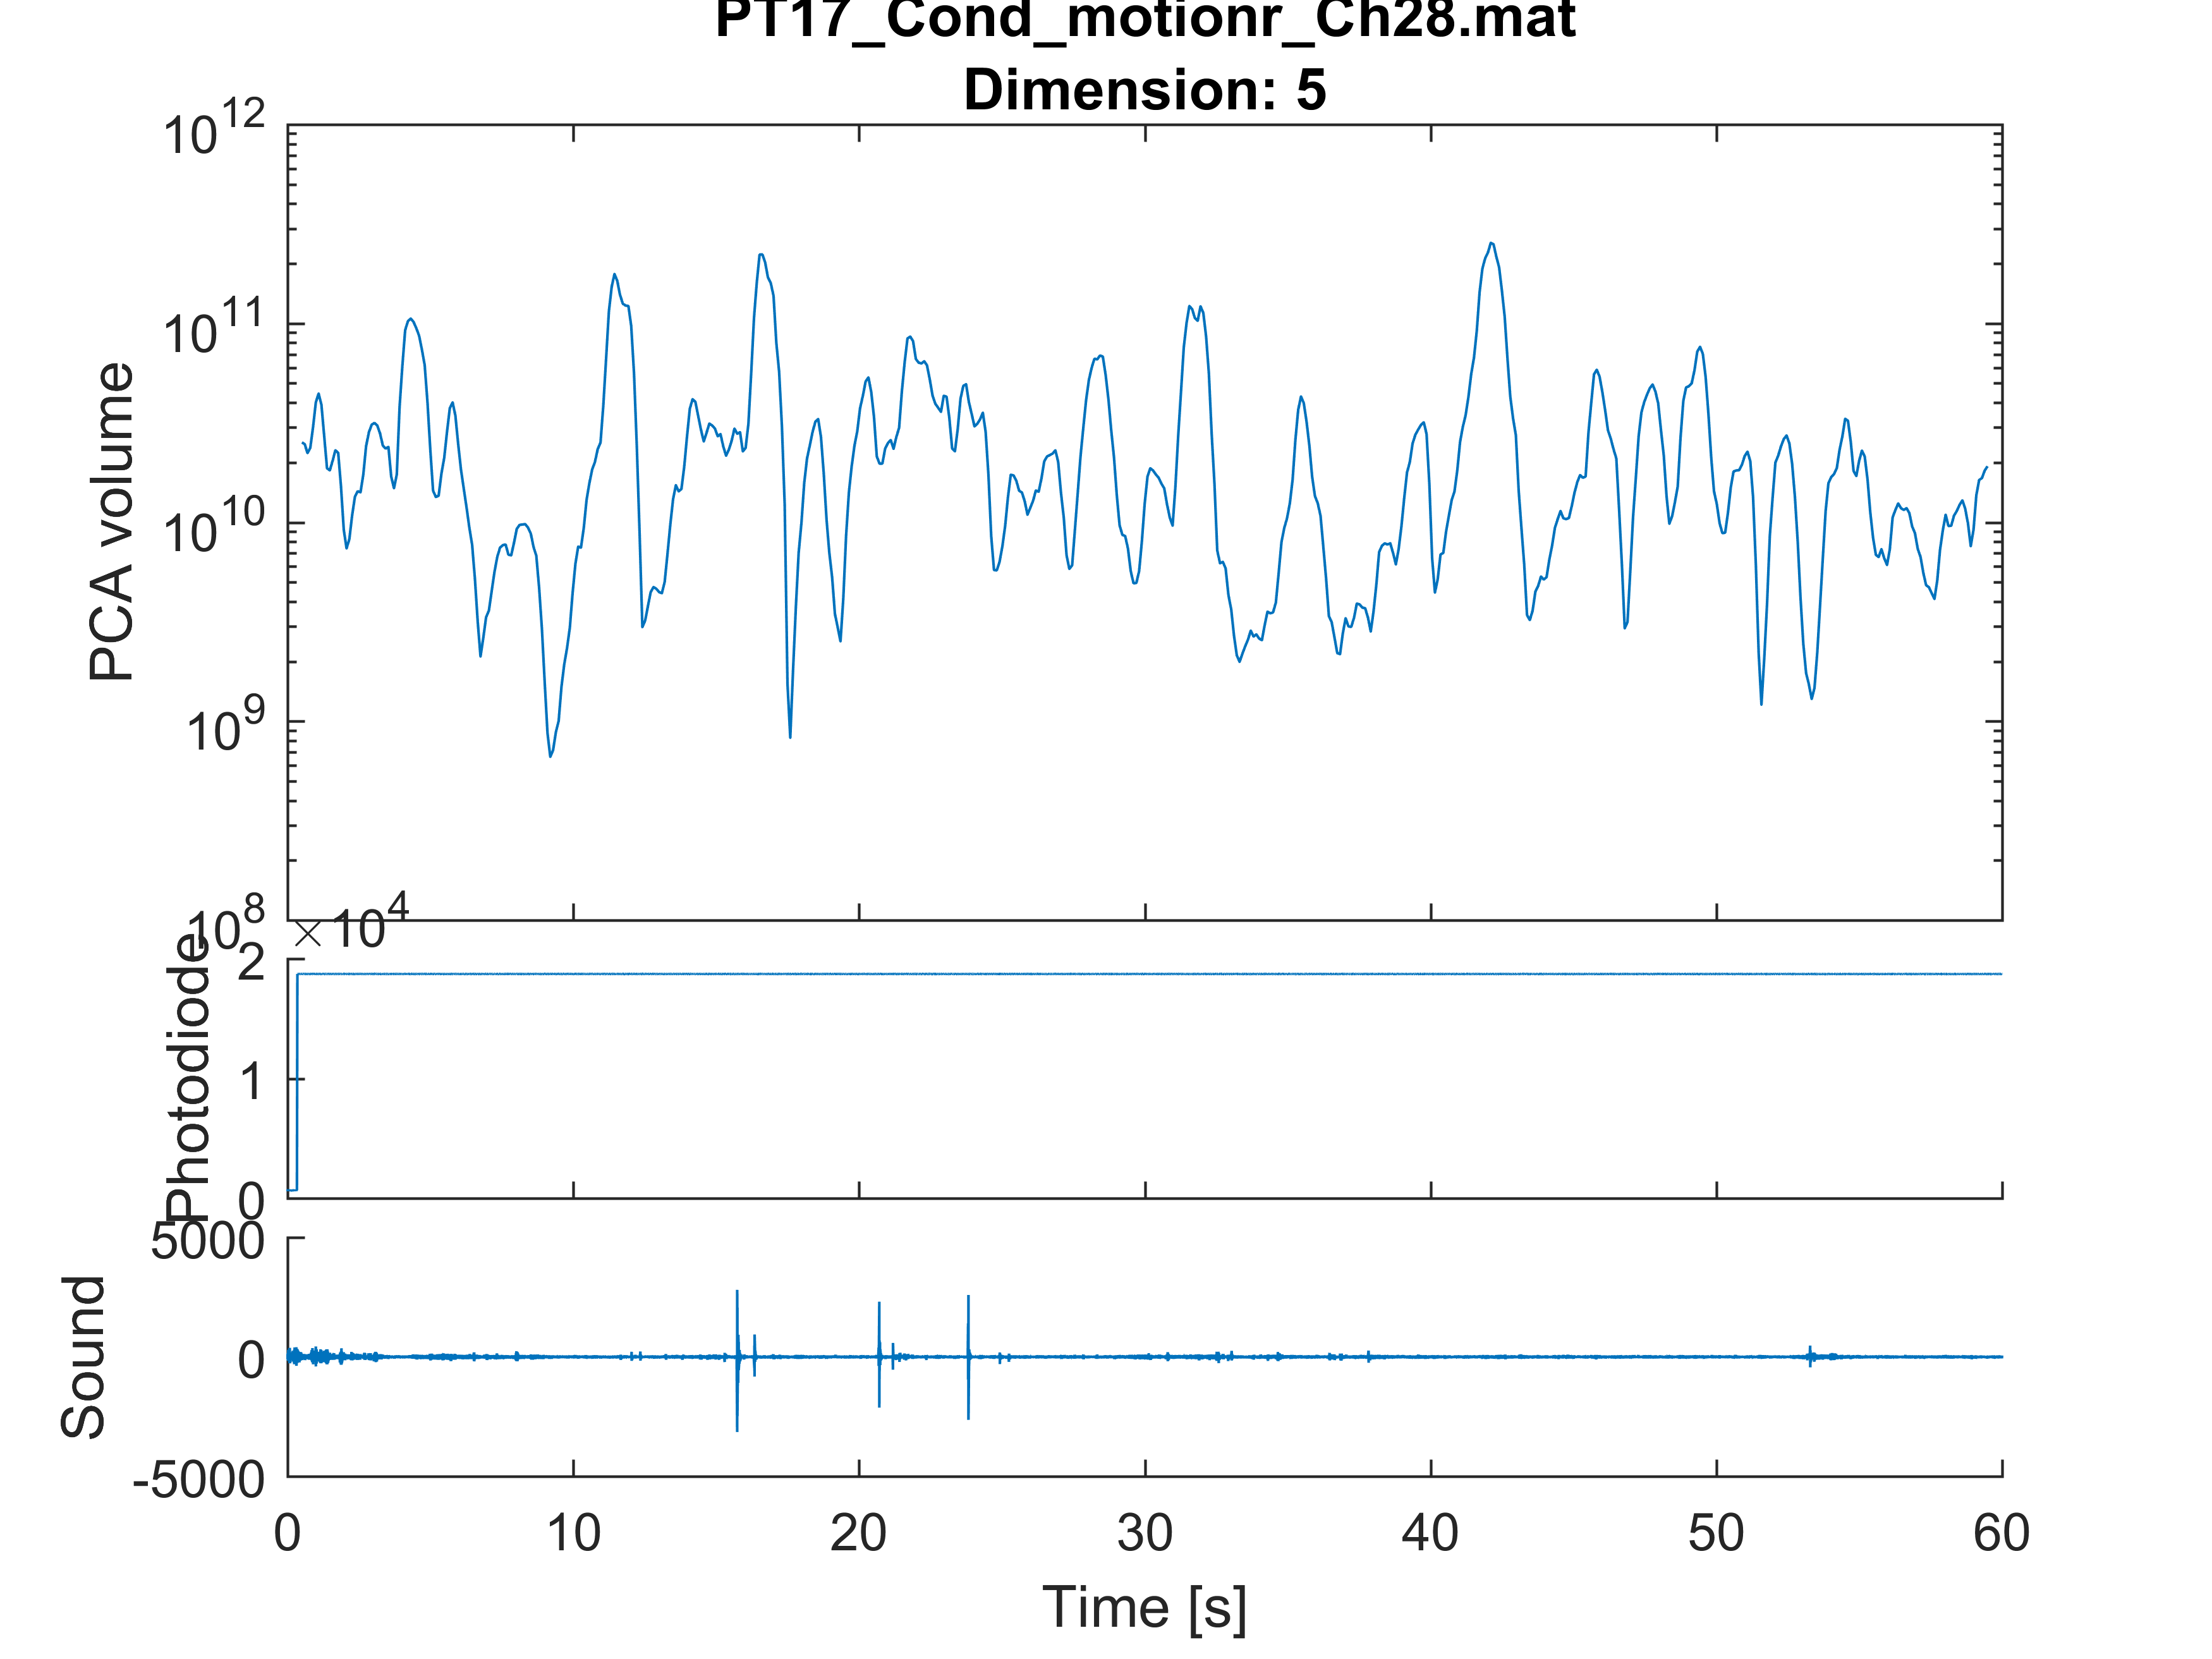 PT17_Cond_motionr_Ch28.mat
Dimension: 5
PCA volume
10^12
10^11
10^10
10^9
10^8
× 10^4
Photodiode
2
1
0
Sound
5000
0
-5000
0 10 20 30 40 50 60
Time [s]